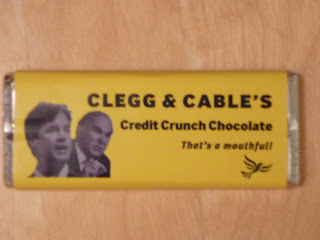 CLEGG & CABLE'S
Credit Crunch Chocolate
That's a mouthful!